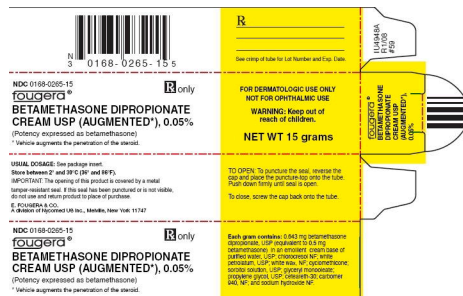 N
3
0168-0265-15
5
NDC 0168-0265-15
fougera®
℞ only
BETAMETHASONE DIPROPIONATE
CREAM USP (AUGMENTED*), 0.05%
(Potency expressed as betamethasone)
* Vehicle augments the penetration of the steroid.
USUAL DOSAGE: See package insert.
Store between 2° and 30°C (36° and 86°F).
IMPORTANT: The opening of this product is covered by a metal
tamper-resistant seal. If this seal has been punctured or is not visible,
do not use and return product to place of purchase.
E. FOUGERA & CO.
A division of Nycomed US Inc., Melville, New York 11747
NDC 0168-0265-15
fougera®
℞ only
BETAMETHASONE DIPROPIONATE
CREAM USP (AUGMENTED*), 0.05%
(Potency expressed as betamethasone)
* Vehicle augments the penetration of the steroid.
℞
See crimp of tube for Lot Number and Exp. Date.
FOR DERMATOLOGIC USE ONLY
NOT FOR OPHTHALMIC USE
WARNING: Keep out of
reach of children.
NET WT 15 grams
TO OPEN: To puncture the seal, reverse the
cap and place the puncture-top onto the tube.
Push down firmly until seal is open.
To close, screw the cap back onto the tube.
Each gram contains: 0.643 mg betamethasone
dipropionate, USP (equivalent to 0.5 mg
betamethasone) in an emollient cream base of
purified water, USP; chlorocresol NF; white
petrolatum, USP; white wax, NF; cyclomethicone;
sorbitol solution, USP; glyceryl monooleate;
propylene glycol, USP; ceteareth-30; carbomer
940, NF; and sodium hydroxide NF.
IU4948A
R1/08
#59
fougera®
BETAMETHASONE
DIPROPIONATE
CREAM USP
(AUGMENTED*),
0.05%